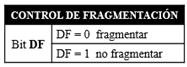 CONTROL DE FRAGMENTACIÓN
Bit DF
DF = 0 fragmentar
DF = 1 no fragmentar